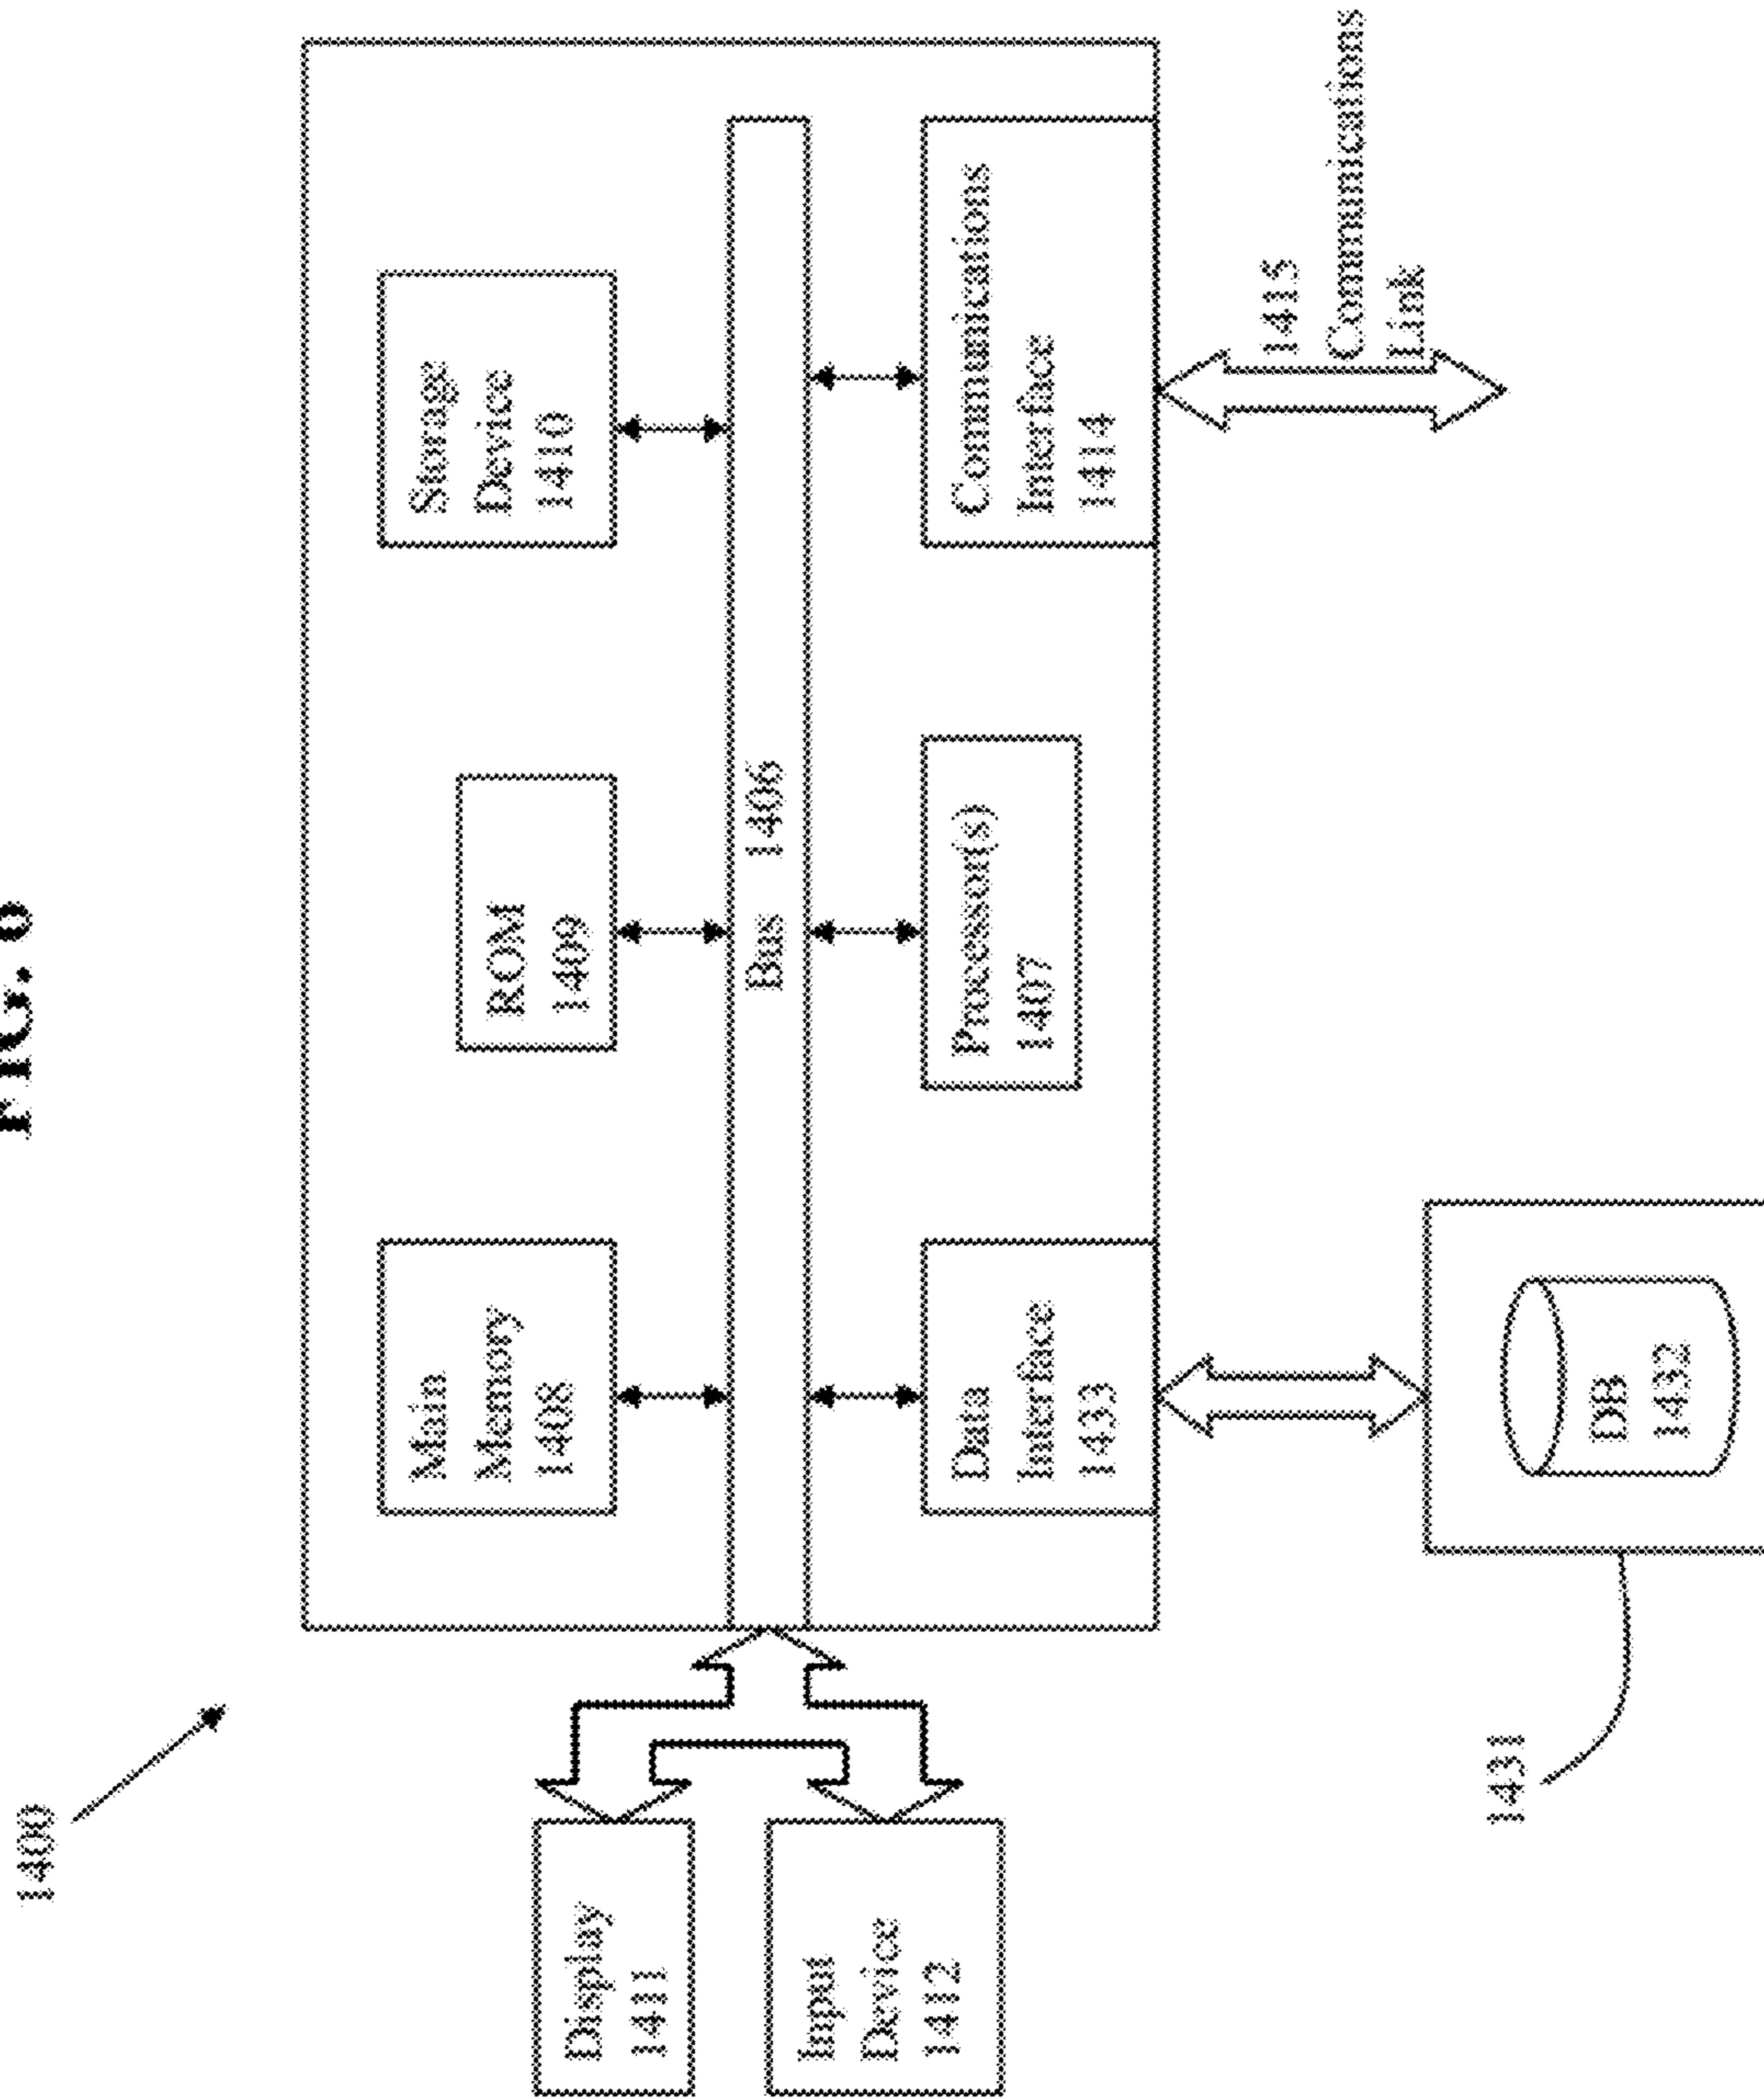 FIG.
1400
Main
Memory
1408
ROM
1409
Storage
Device
1410
Display
1411
Bus 1406
Input
Device
1412
Data
Interface
1433
Processor(s)
1407
Communications
Interface
1414
1415
Communications
Link
1431
DB
1432